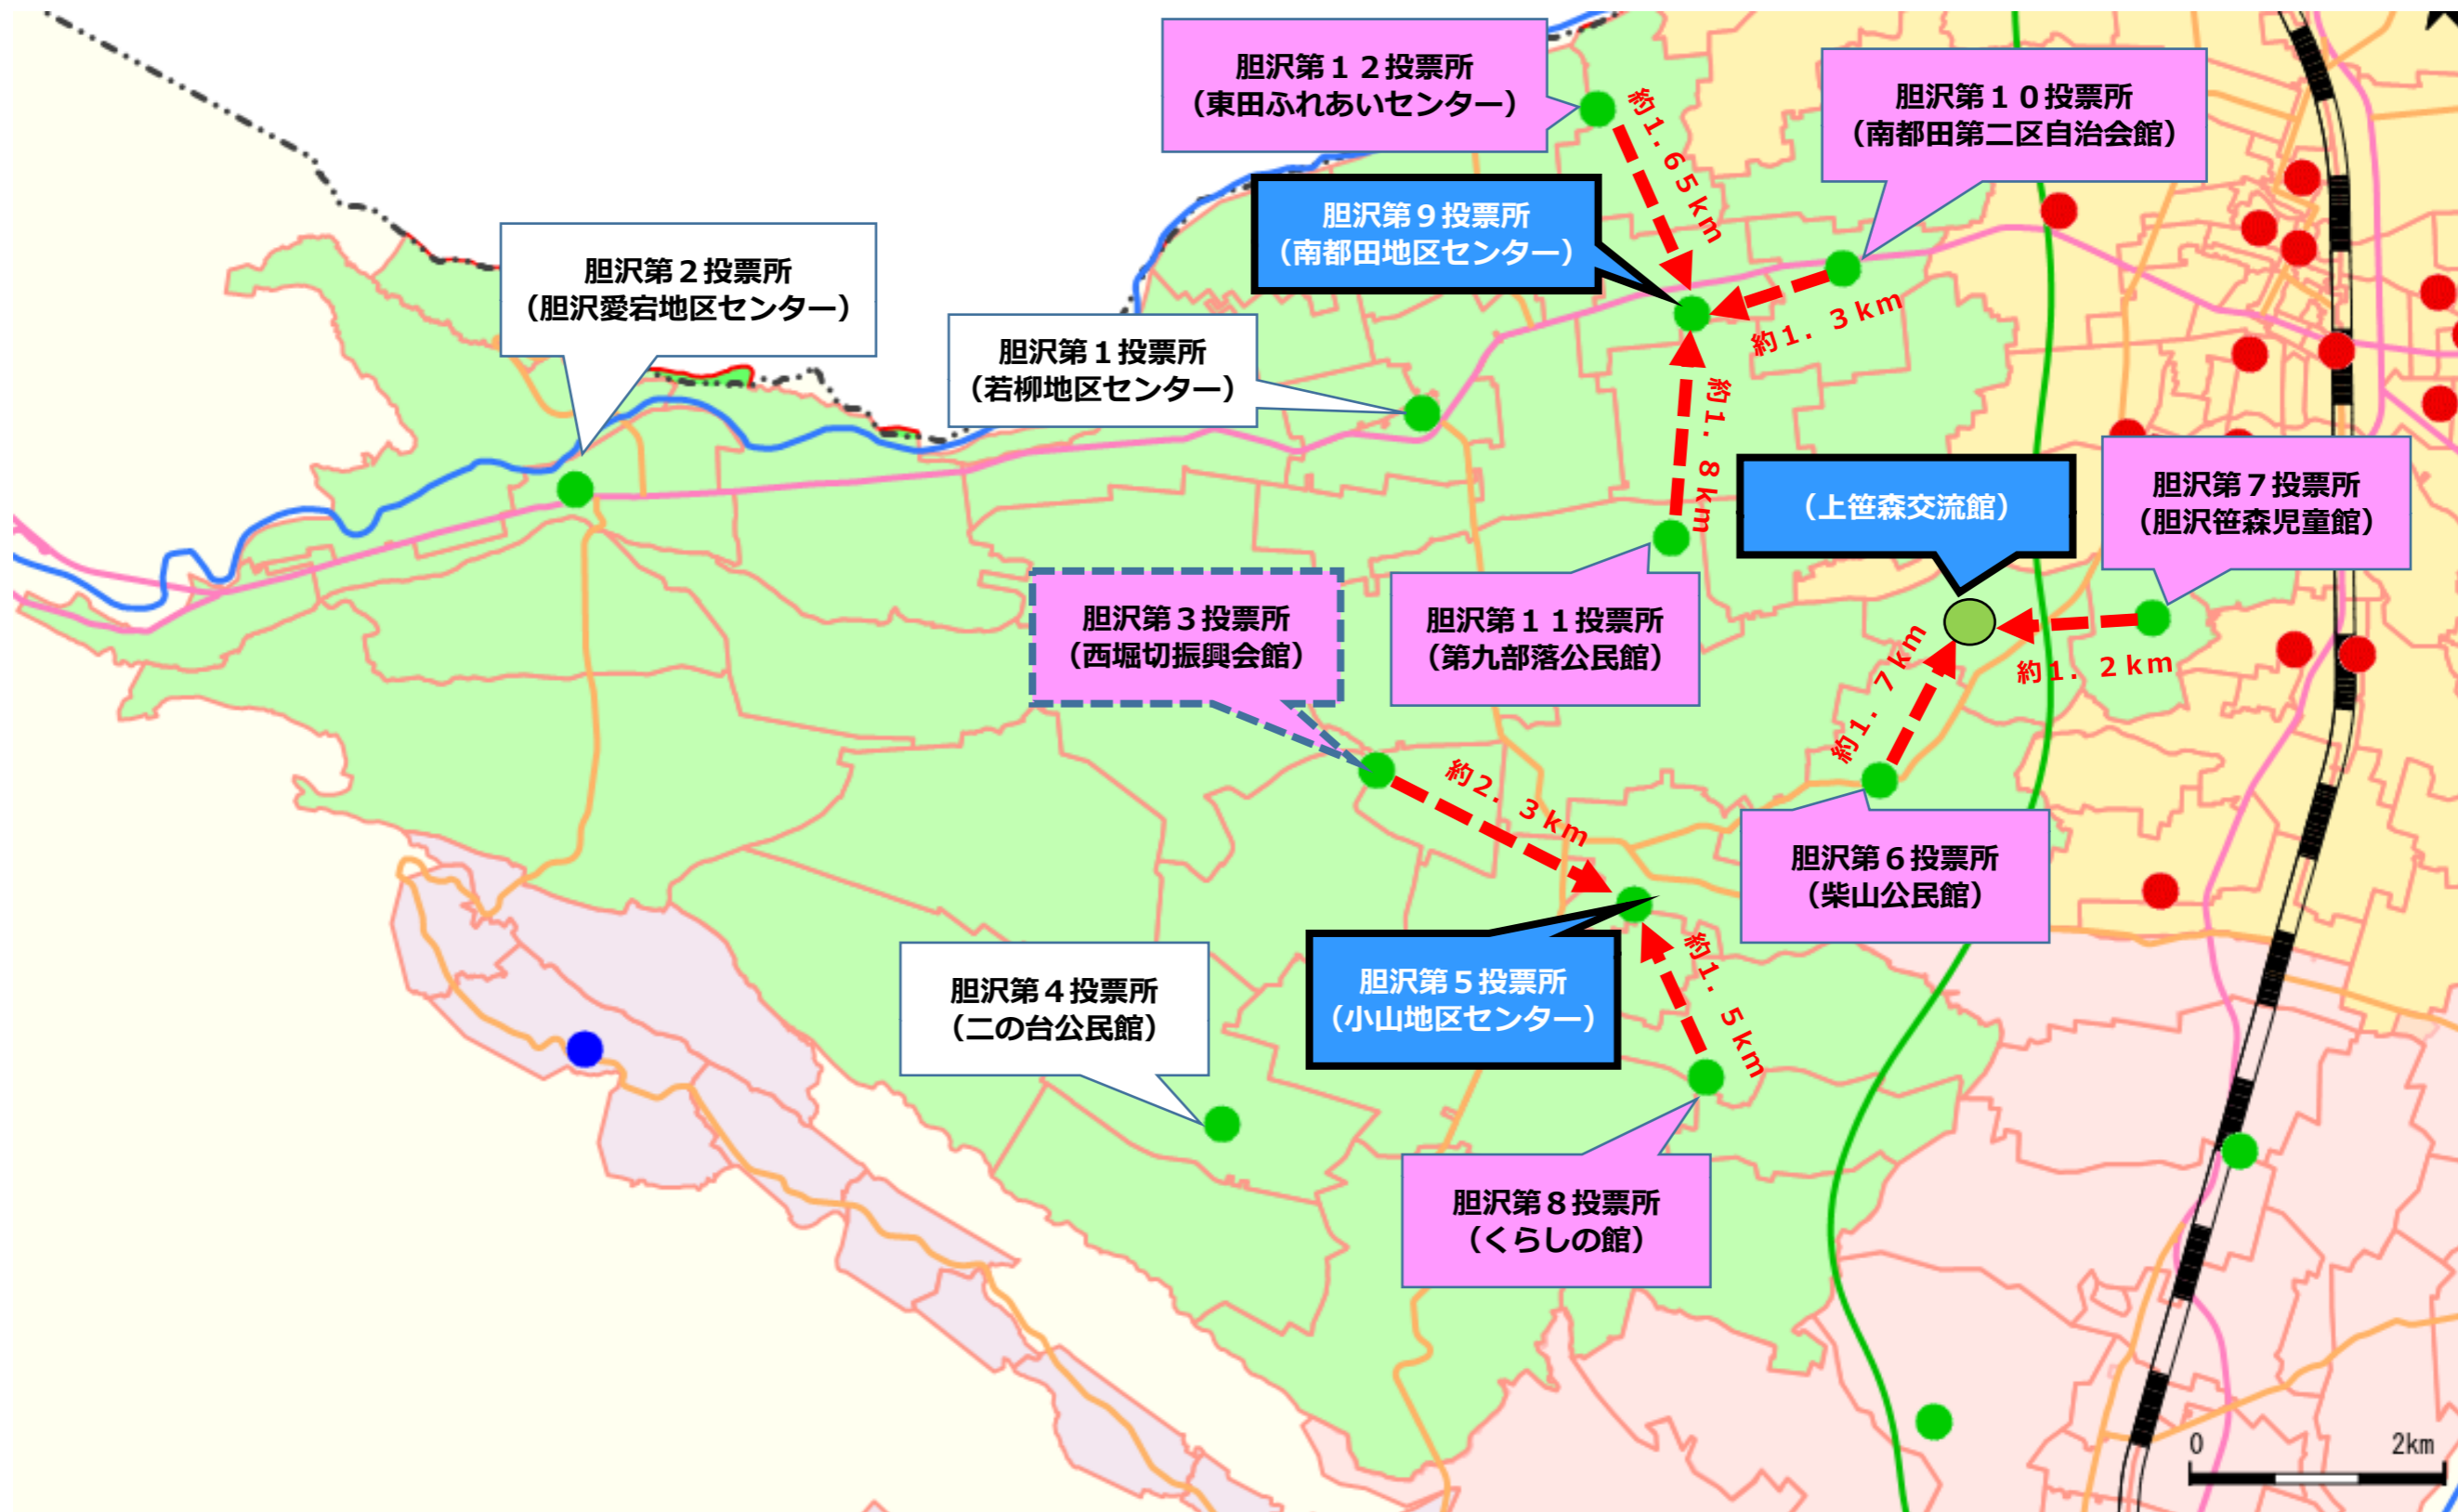 胆沢第１２投票所
（東田ふれあいセンター）
胆沢第１０投票所
（南都田第二区自治会館）
約１．６５ｋｍ
胆沢第９投票所
（南都田地区センター）
胆沢第２投票所
（胆沢愛宕地区センター）
約１．３ｋｍ
胆沢第１投票所
（若柳地区センター）
約１．８ｋｍ
（上笹森交流館）
胆沢第７投票所
（胆沢笹森児童館）
胆沢第３投票所
（西堀切振興会館）
胆沢第１１投票所
（第九部落公民館）
約１．７ｋｍ
約１．２ｋｍ
約２．３ｋｍ
胆沢第６投票所
（柴山公民館）
胆沢第４投票所
（二の台公民館）
胆沢第５投票所
（小山地区センター）
約１．５ｋｍ
胆沢第８投票所
（くらしの館）
0 2km